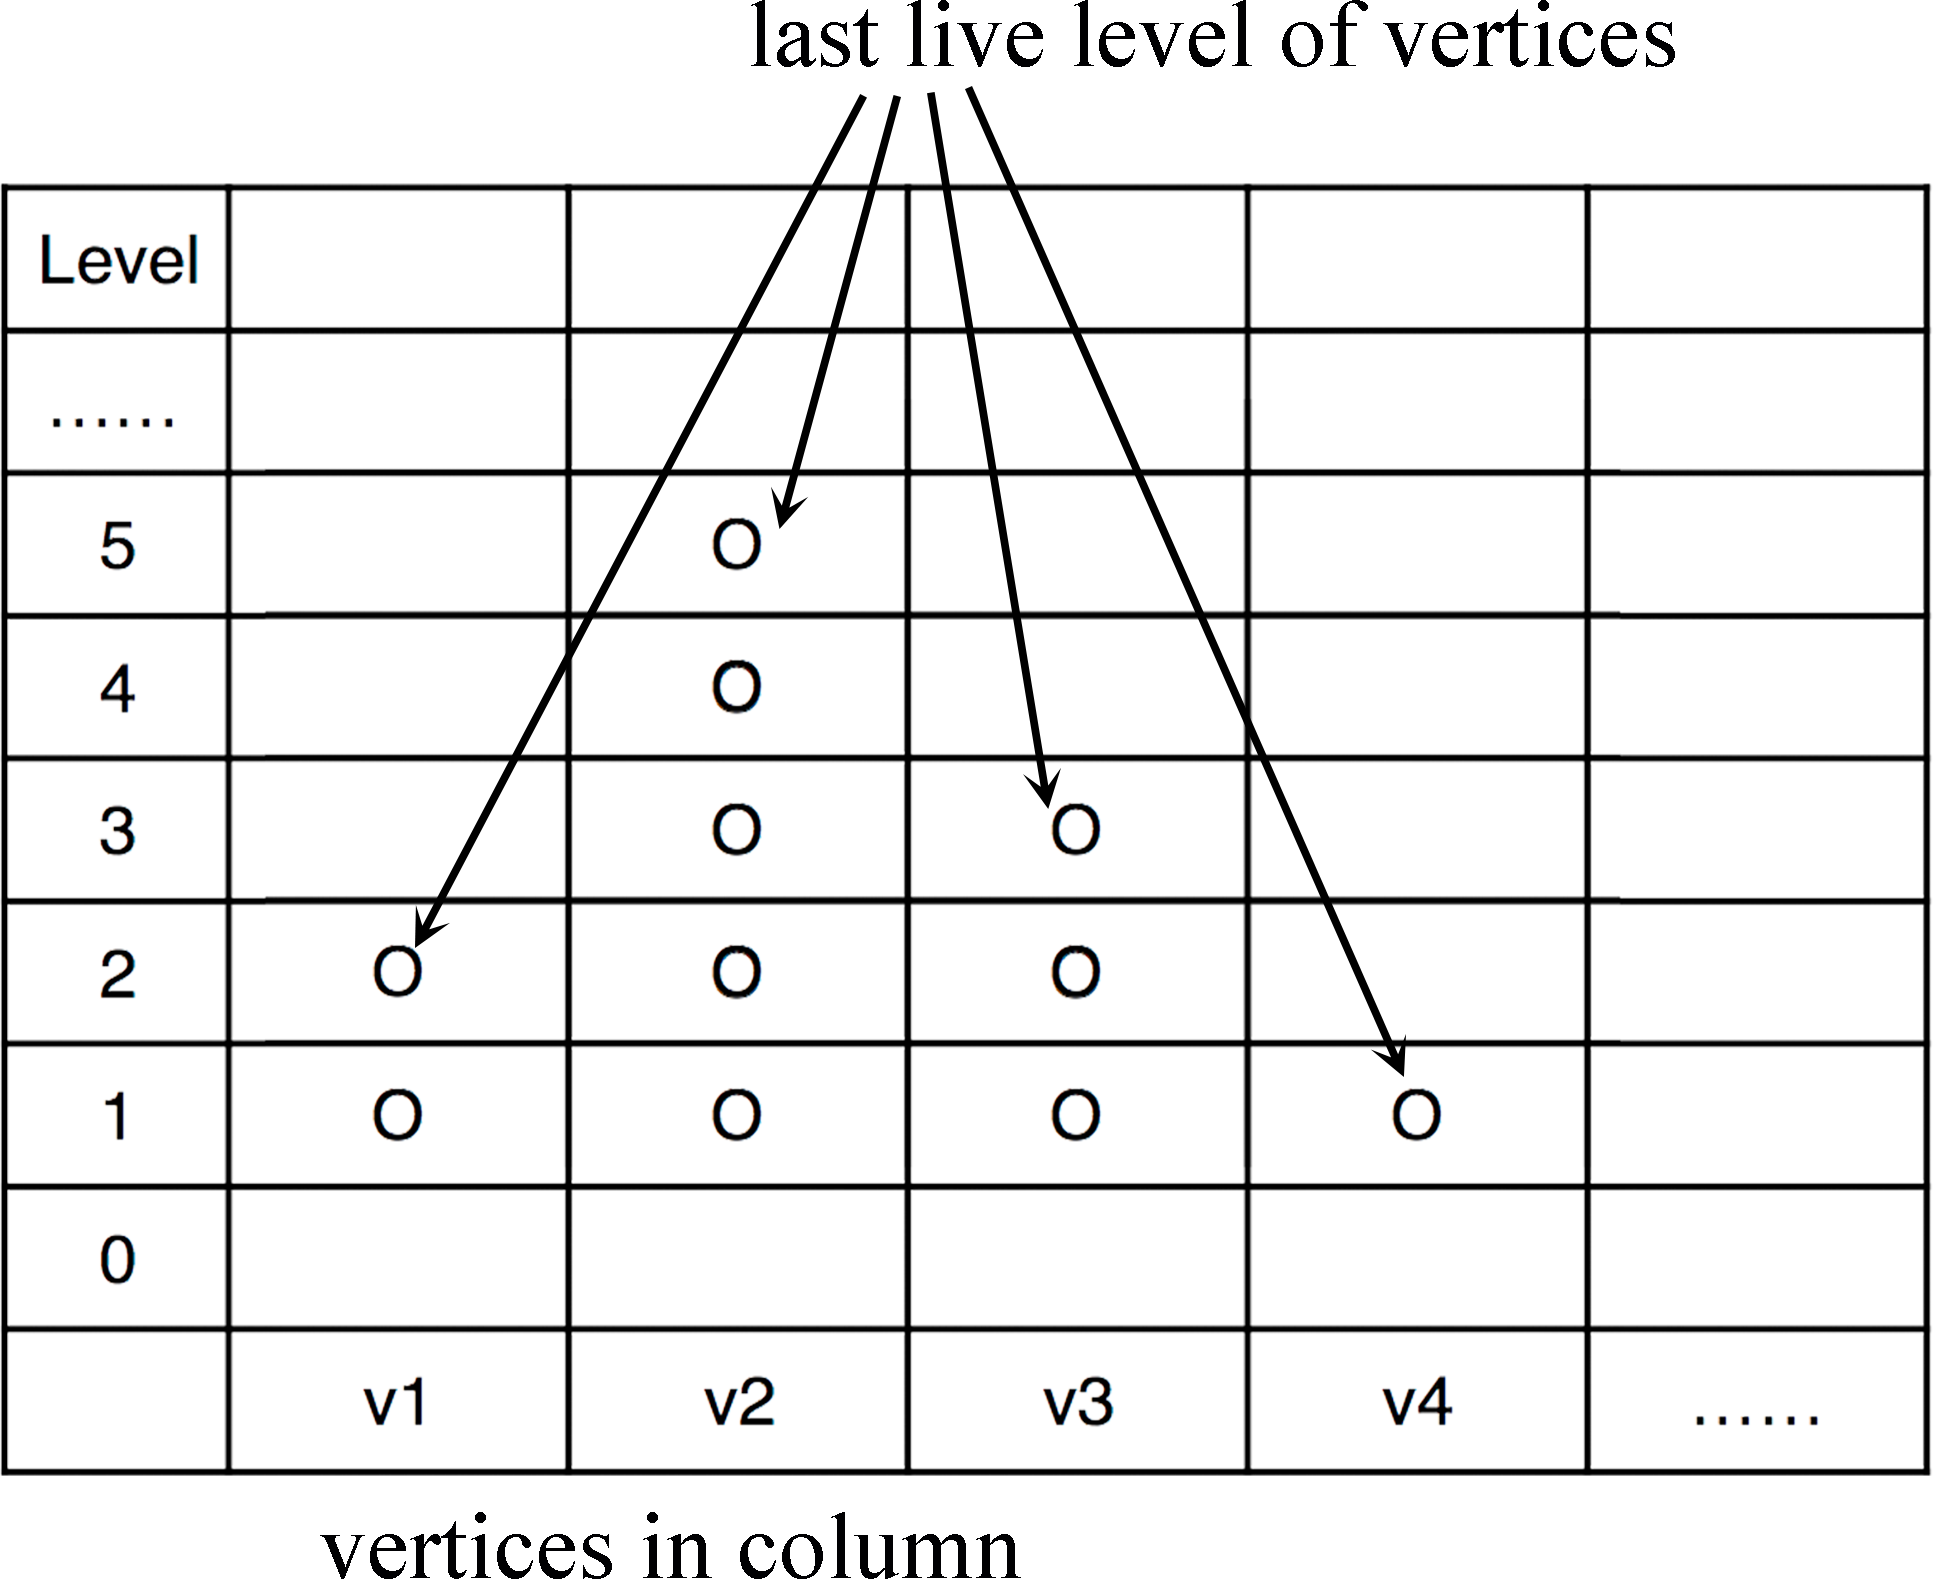 last live level of vertices
Level
......
5 O
4 O
3 O O
2 O O O
1 O O O O
0
v1 v2 v3 v4 ......
vertices in column